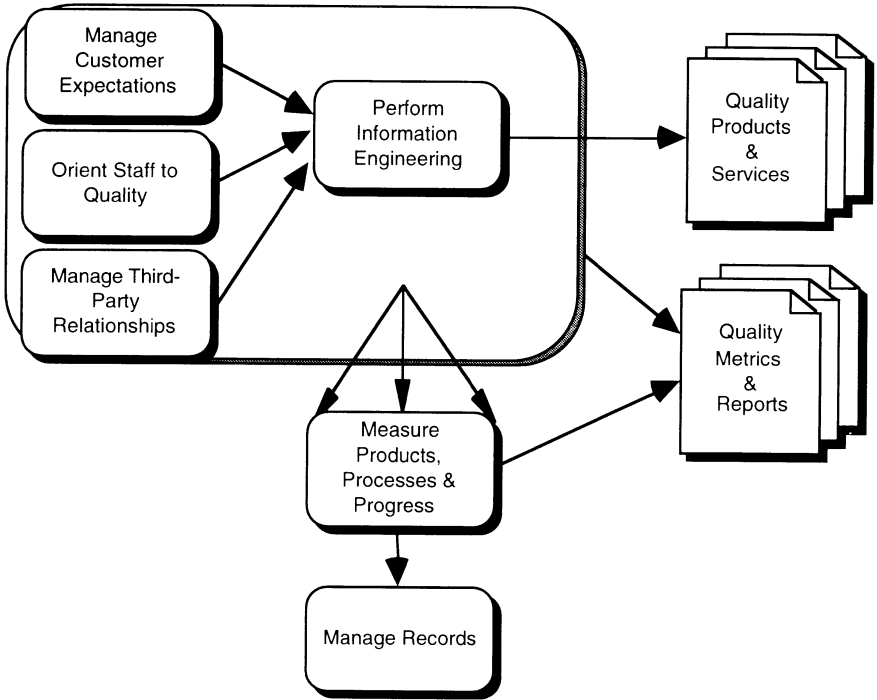 Manage
Customer
Expectations
Orient Staff to
Quality
Manage Third-
Party
Relationships
Perform
Information
Engineering
Quality
Products
&
Services
Quality
Metrics
&
Reports
Measure
Products,
Processes &
Progress
Manage Records